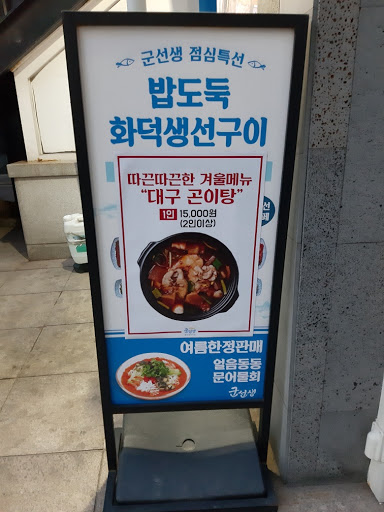 군선생 점심특선
밥도둑
화덕생선구이
따끈따끈한 겨울메뉴
"대구 곤이탕"
1인 15,000원
(2인이상)
여름한정판매
얼음동동
문어물회
군선생